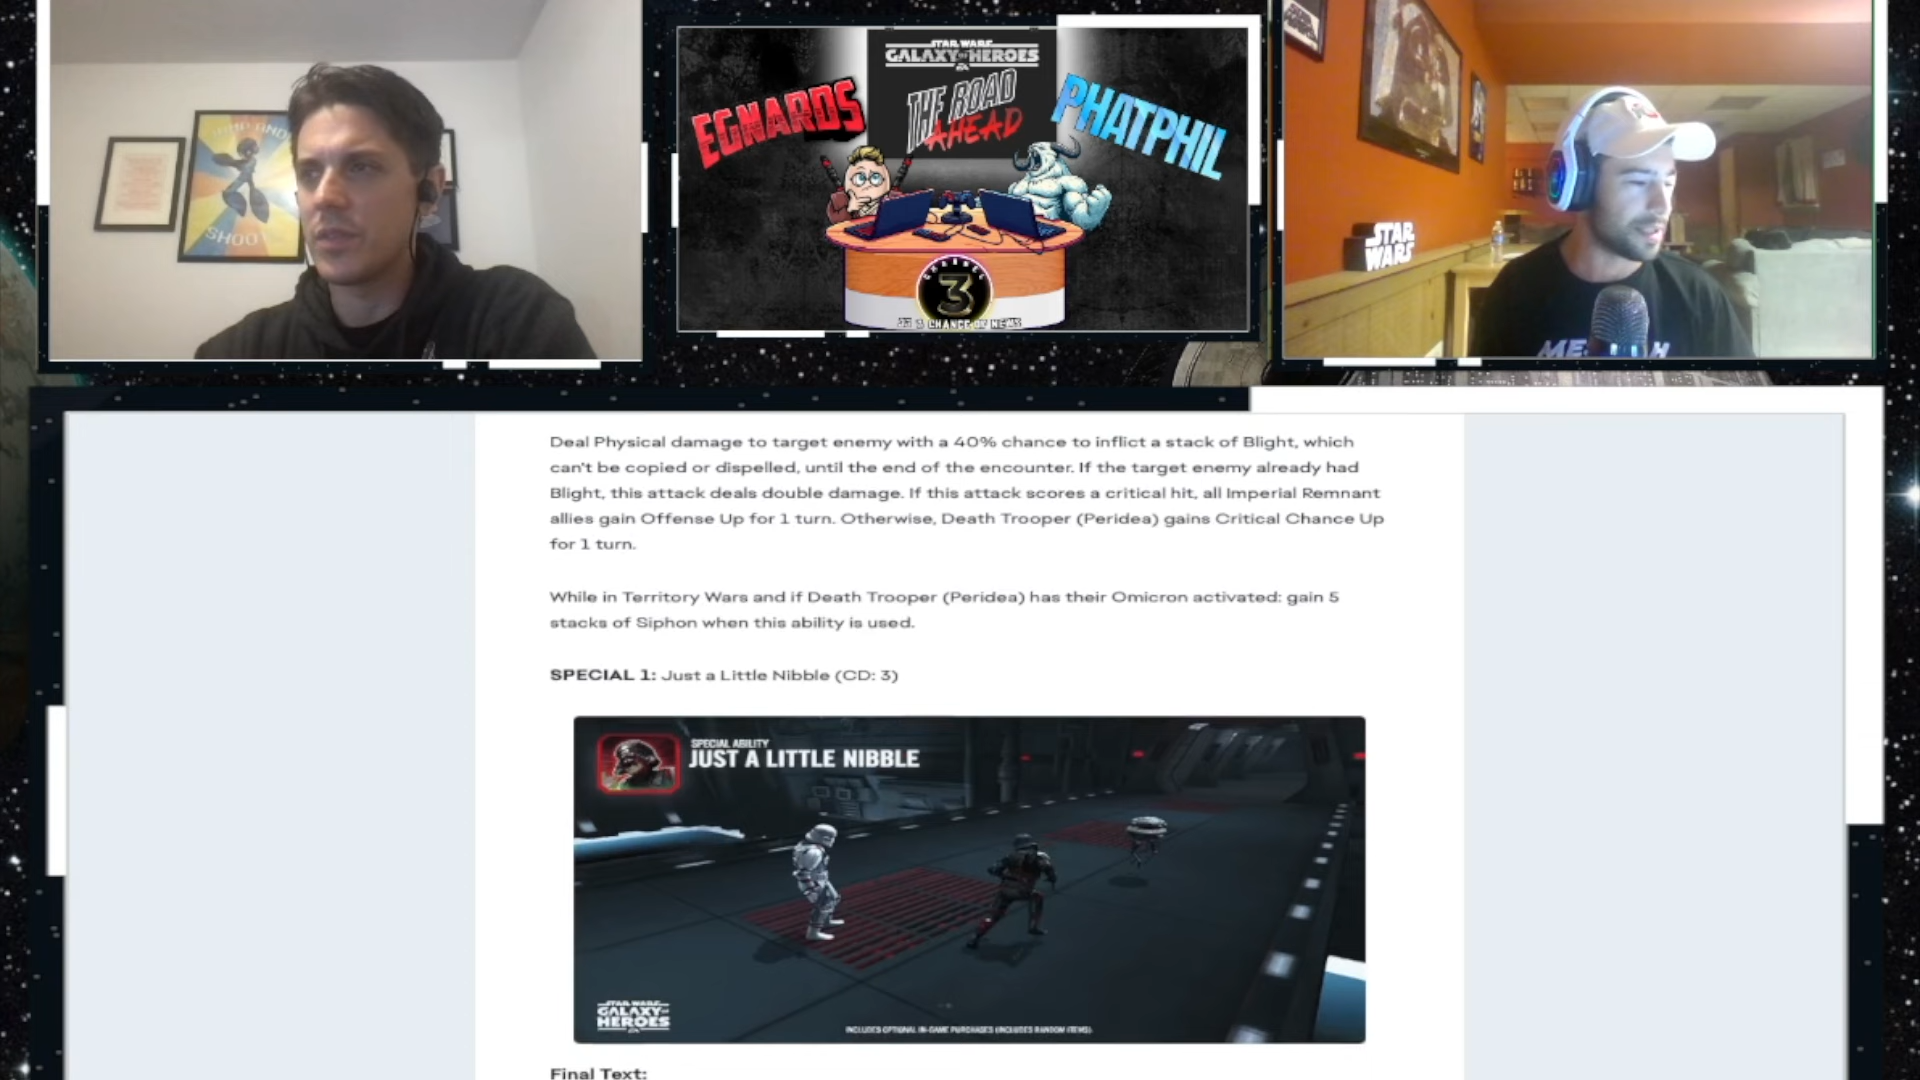 JUMP AND
SHOOT
STAR WARS
GALAXY OF HEROES
EA
THE ROAD
AHEAD
EGNARDS
PHATPHIL
CHANNEL
3
STAR
WARS
Deal Physical damage to target enemy with a 40% chance to inflict a stack of Blight, which
can't be copied or dispelled, until the end of the encounter. If the target enemy already had
Blight, this attack deals double damage. If this attack scores a critical hit, all Imperial Remnant
allies gain Offense Up for 1 turn. Otherwise, Death Trooper (Peridea) gains Critical Chance Up
for 1 turn.
While in Territory Wars and if Death Trooper (Peridea) has their Omicron activated: gain 5
stacks of Siphon when this ability is used.
SPECIAL 1: Just a Little Nibble (CD: 3)
SPECIAL ABILITY
JUST A LITTLE NIBBLE
STAR WARS
GALAXY OF
HEROES
INCLUDES OPTIONAL IN-GAME PURCHASES (INCLUDES RANDOM ITEMS).
Final Text: